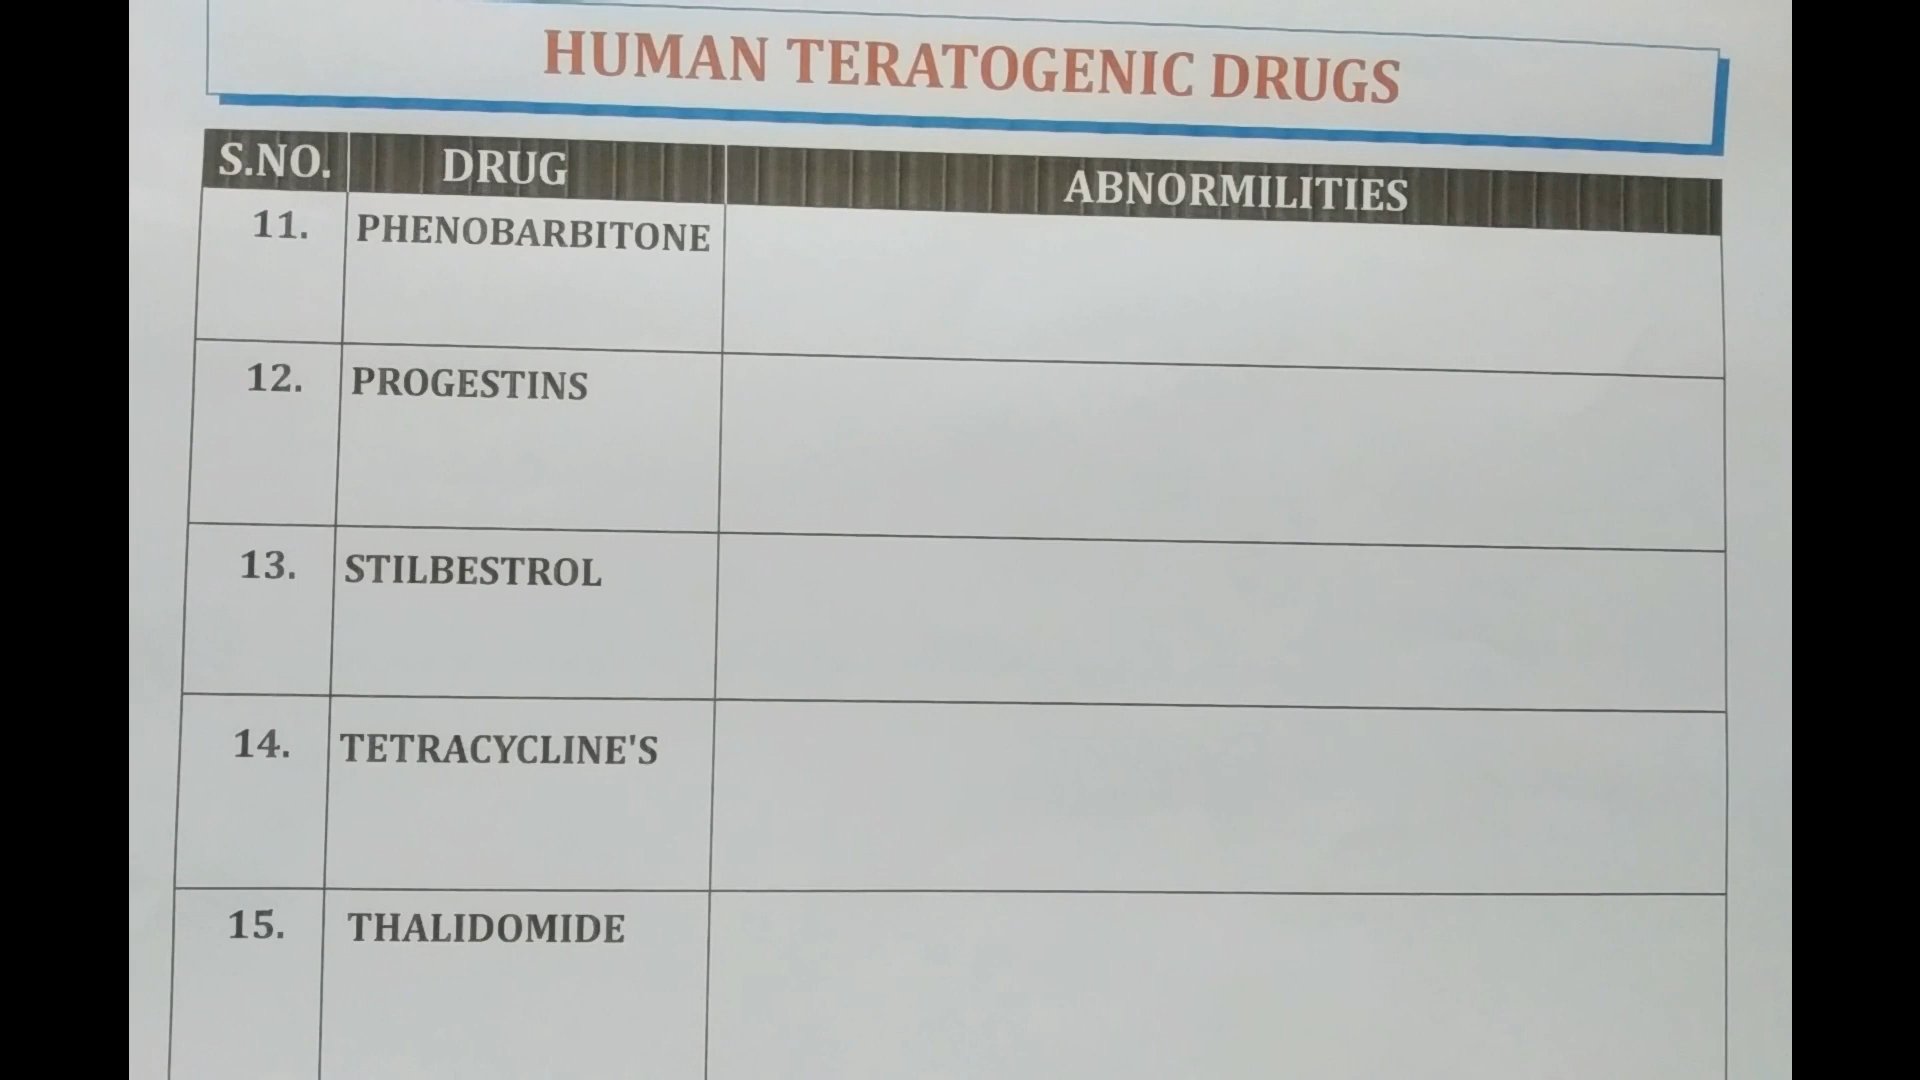 HUMAN TERATOGENIC DRUGS
S.NO. DRUG ABNORMILITIES
11. PHENOBARBITONE
12. PROGESTINS
13. STILBESTROL
14. TETRACYCLINE'S
15. THALIDOMIDE